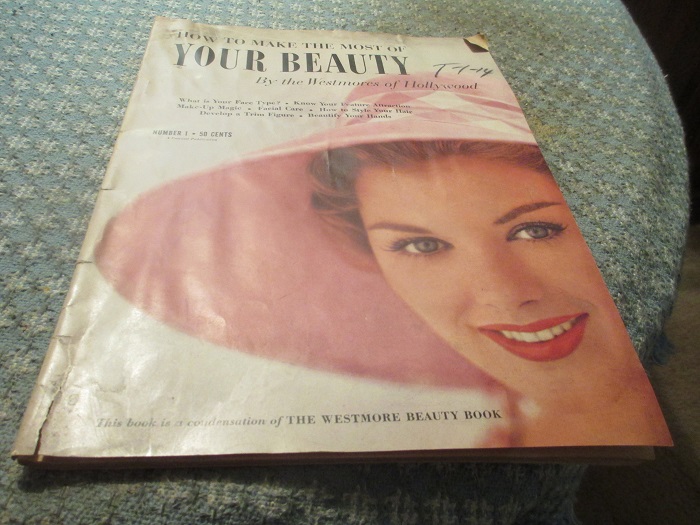 HOW TO MAKE THE MOST OF
YOUR BEAUTY
By the Westmores of Hollywood
What is Your Face Type? • Know Your Feature Attraction
Make-Up Magic • Facial Care • How to Style Your Hair
Develop a Trim Figure • Beautify Your Hands
NUMBER 1 • 50 CENTS
This book is a condensation of THE WESTMORE BEAUTY BOOK